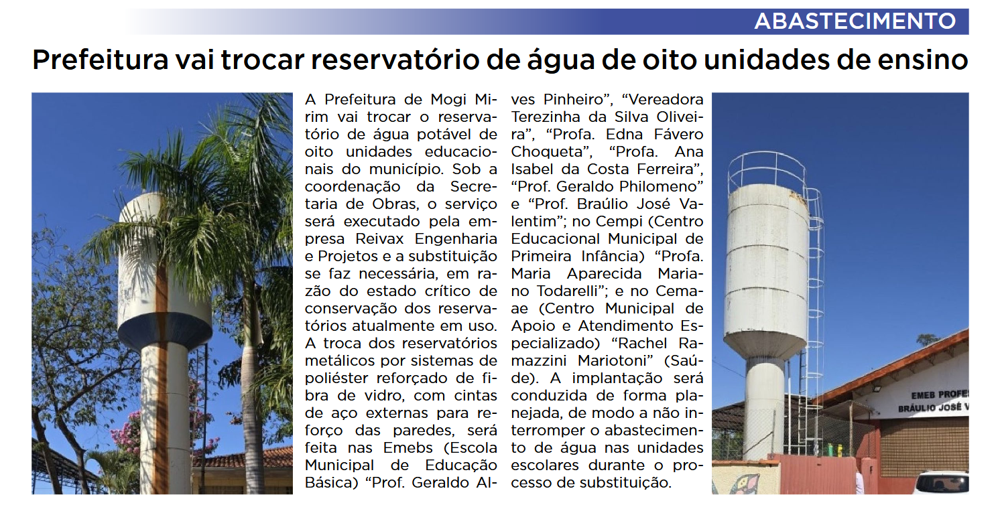 ABASTECIMENTO
Prefeitura vai trocar reservatório de água de oito unidades de ensino
A Prefeitura de Mogi Mi-
rim vai trocar o reserva-
tório de água potável de
oito unidades educacio-
nais do município. Sob a
coordenação da Secre-
taria de Obras, o serviço
será executado pela em-
presa Reivax Engenharia
e Projetos e a substituição
se faz necessária, em ra-
zão do estado crítico de
conservação dos reserva-
tórios atualmente em uso.
A troca dos reservatórios
metálicos por sistemas de
poliéster reforçado de fi-
bra de vidro, com cintas
de aço externas para re-
forço das paredes, será
feita nas Emebs (Escola
Municipal de Educação
Básica) “Prof. Geraldo Al-
ves Pinheiro”, “Vereadora
Terezinha da Silva Olivei-
ra”, “Profa. Edna Fávero
Choqueta”, “Profa. Ana
Isabel da Costa Ferreira”,
“Prof. Geraldo Philomeno”
e “Prof. Braúlio José Va-
lentim”; no Cempi (Centro
Educacional Municipal de
Primeira Infância) “Profa.
Maria Aparecida Maria-
no Todarelli”; e no Cema-
ae (Centro Municipal de
Apoio e Atendimento Es-
pecializado) “Rachel Ra-
mazzini Mariotoni” (Saú-
de). A implantação será
conduzida de forma pla-
nejada, de modo a não in-
terromper o abastecimen-
to de água nas unidades
escolares durante o pro-
cesso de substituição.
EMEB PROFE
BRÁULIO JOSÉ V